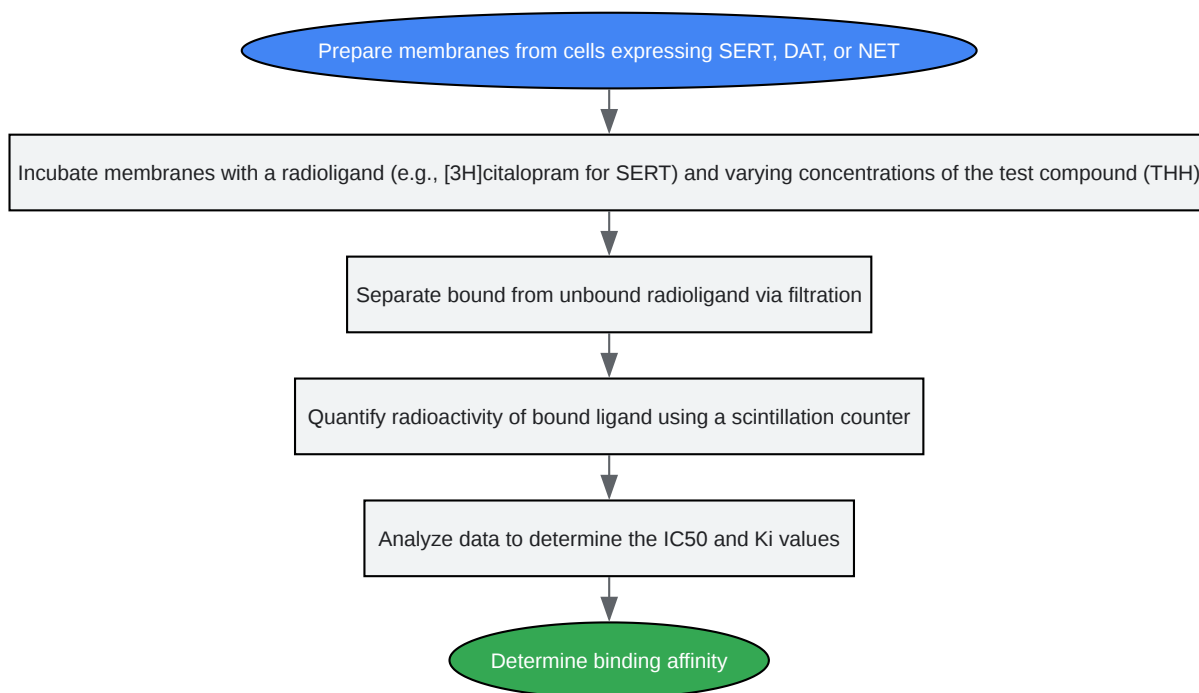 Prepare membranes from cells expressing SERT, DAT, or NET
Incubate membranes with a radioligand (e.g., [3H]citalopram for SERT) and varying concentrations of the test compound (THH)
Separate bound from unbound radioligand via filtration
Quantify radioactivity of bound ligand using a scintillation counter
Analyze data to determine the IC50 and Ki values
Determine binding affinity